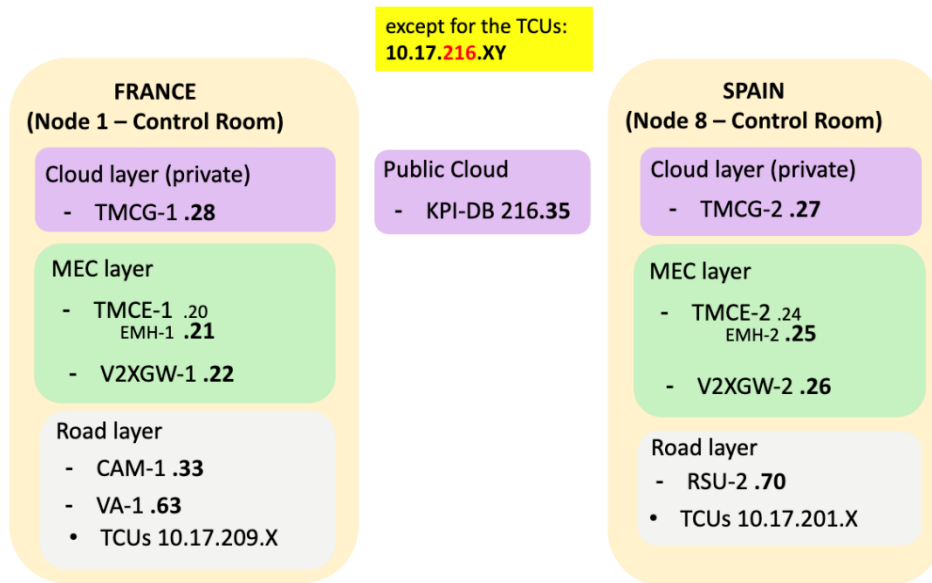 except for the TCUs:
10.17.216.XY
FRANCE
(Node 1 – Control Room)
Cloud layer (private)
- TMCG-1 .28
MEC layer
- TMCE-1 .20
EMH-1 .21
- V2XGW-1 .22
Road layer
- CAM-1 .33
- VA-1 .63
• TCUs 10.17.209.X
Public Cloud
- KPI-DB 216.35
SPAIN
(Node 8 – Control Room)
Cloud layer (private)
- TMCG-2 .27
MEC layer
- TMCE-2 .24
EMH-2 .25
- V2XGW-2 .26
Road layer
- RSU-2 .70
• TCUs 10.17.201.X